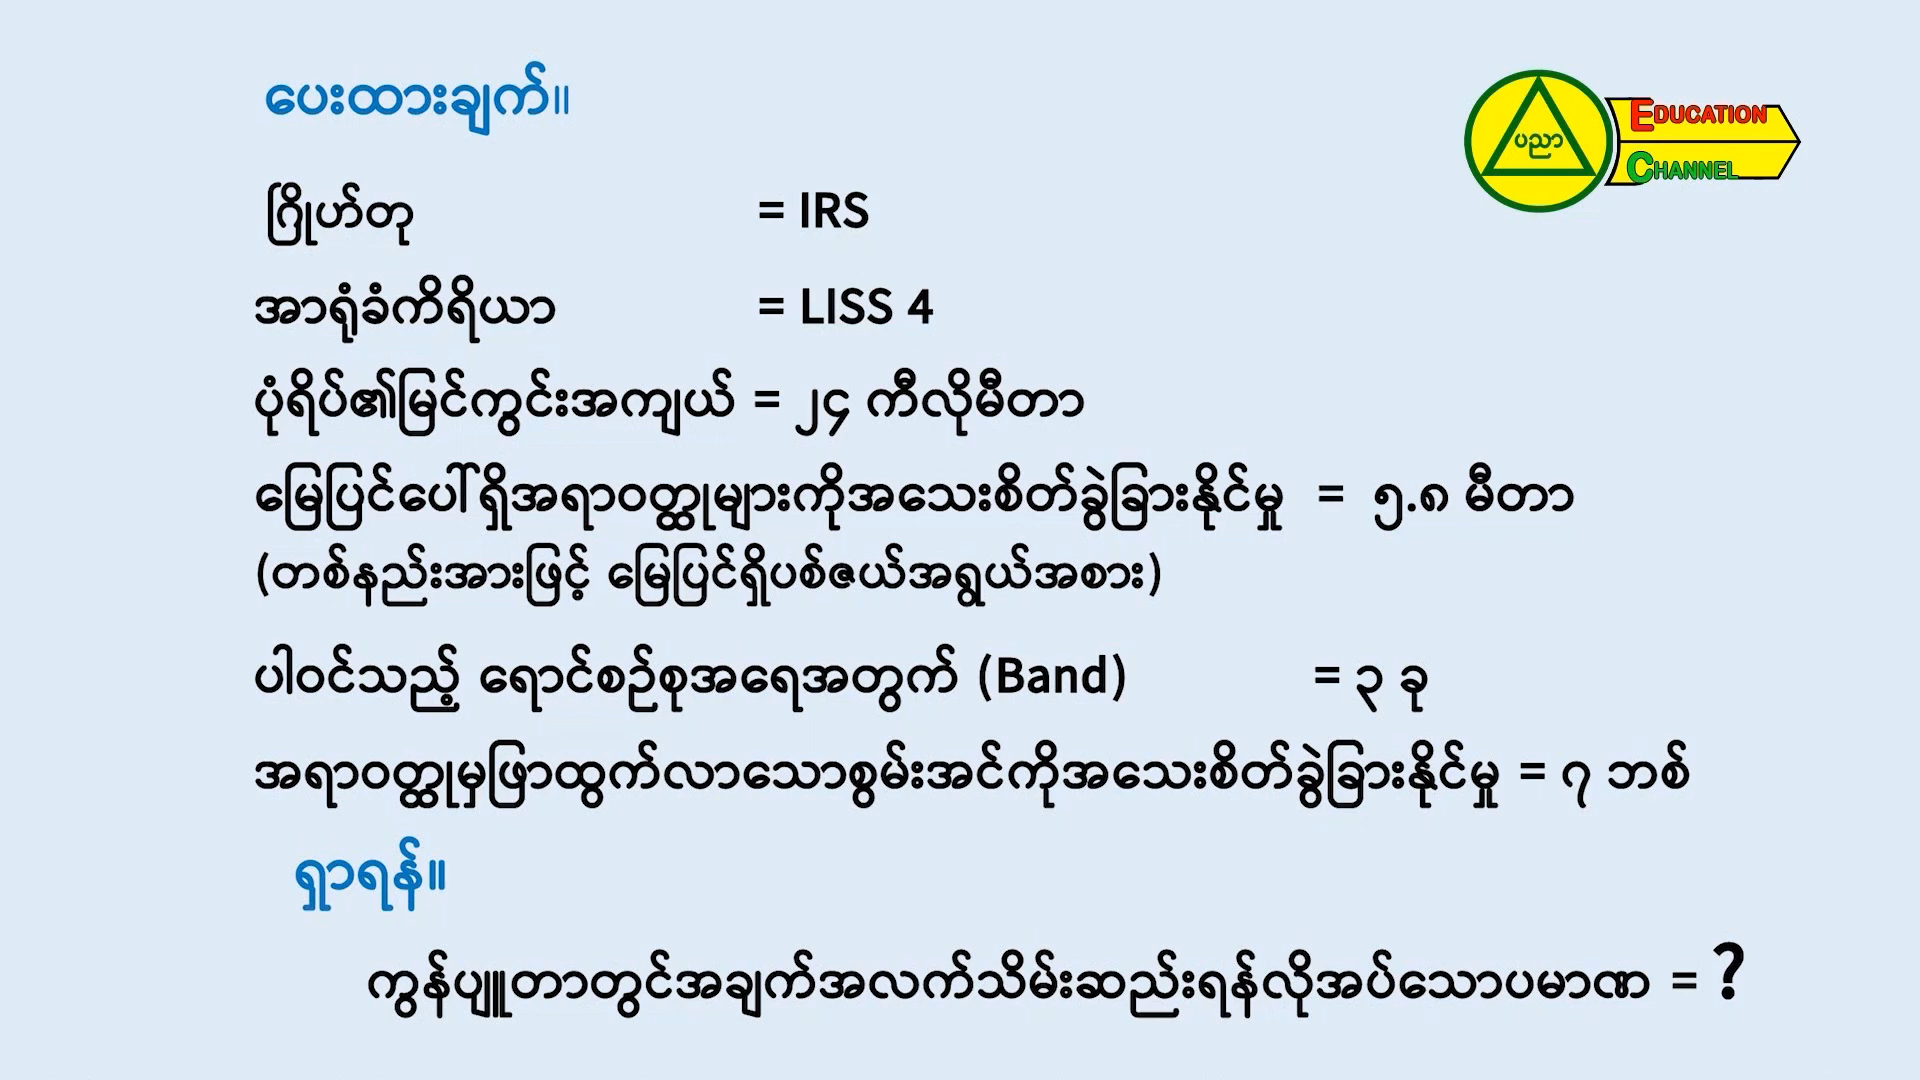 ပေးထားချက်။
ပညာ
EDUCATION
CHANNEL
ဂြိုဟ်တု = IRS
အာရုံခံကိရိယာ = LISS 4
ပုံရိပ်၏မြင်ကွင်းအကျယ် = ၂၄ ကီလိုမီတာ
မြေပြင်ပေါ်ရှိအရာဝတ္ထုများကိုအသေးစိတ်ခွဲခြားနိုင်မှု = ၅.၈ မီတာ
(တစ်နည်းအားဖြင့် မြေပြင်ရှိပစ်ဇယ်အရွယ်အစား)
ပါဝင်သည့် ရောင်စဉ်စုအရေအတွက် (Band) = ၃ ခု
အရာဝတ္ထုမှဖြာထွက်လာသောစွမ်းအင်ကိုအသေးစိတ်ခွဲခြားနိုင်မှု = ၇ ဘစ်
ရှာရန်။
ကွန်ပျူတာတွင်အချက်အလက်သိမ်းဆည်းရန်လိုအပ်သောပမာဏ = ?